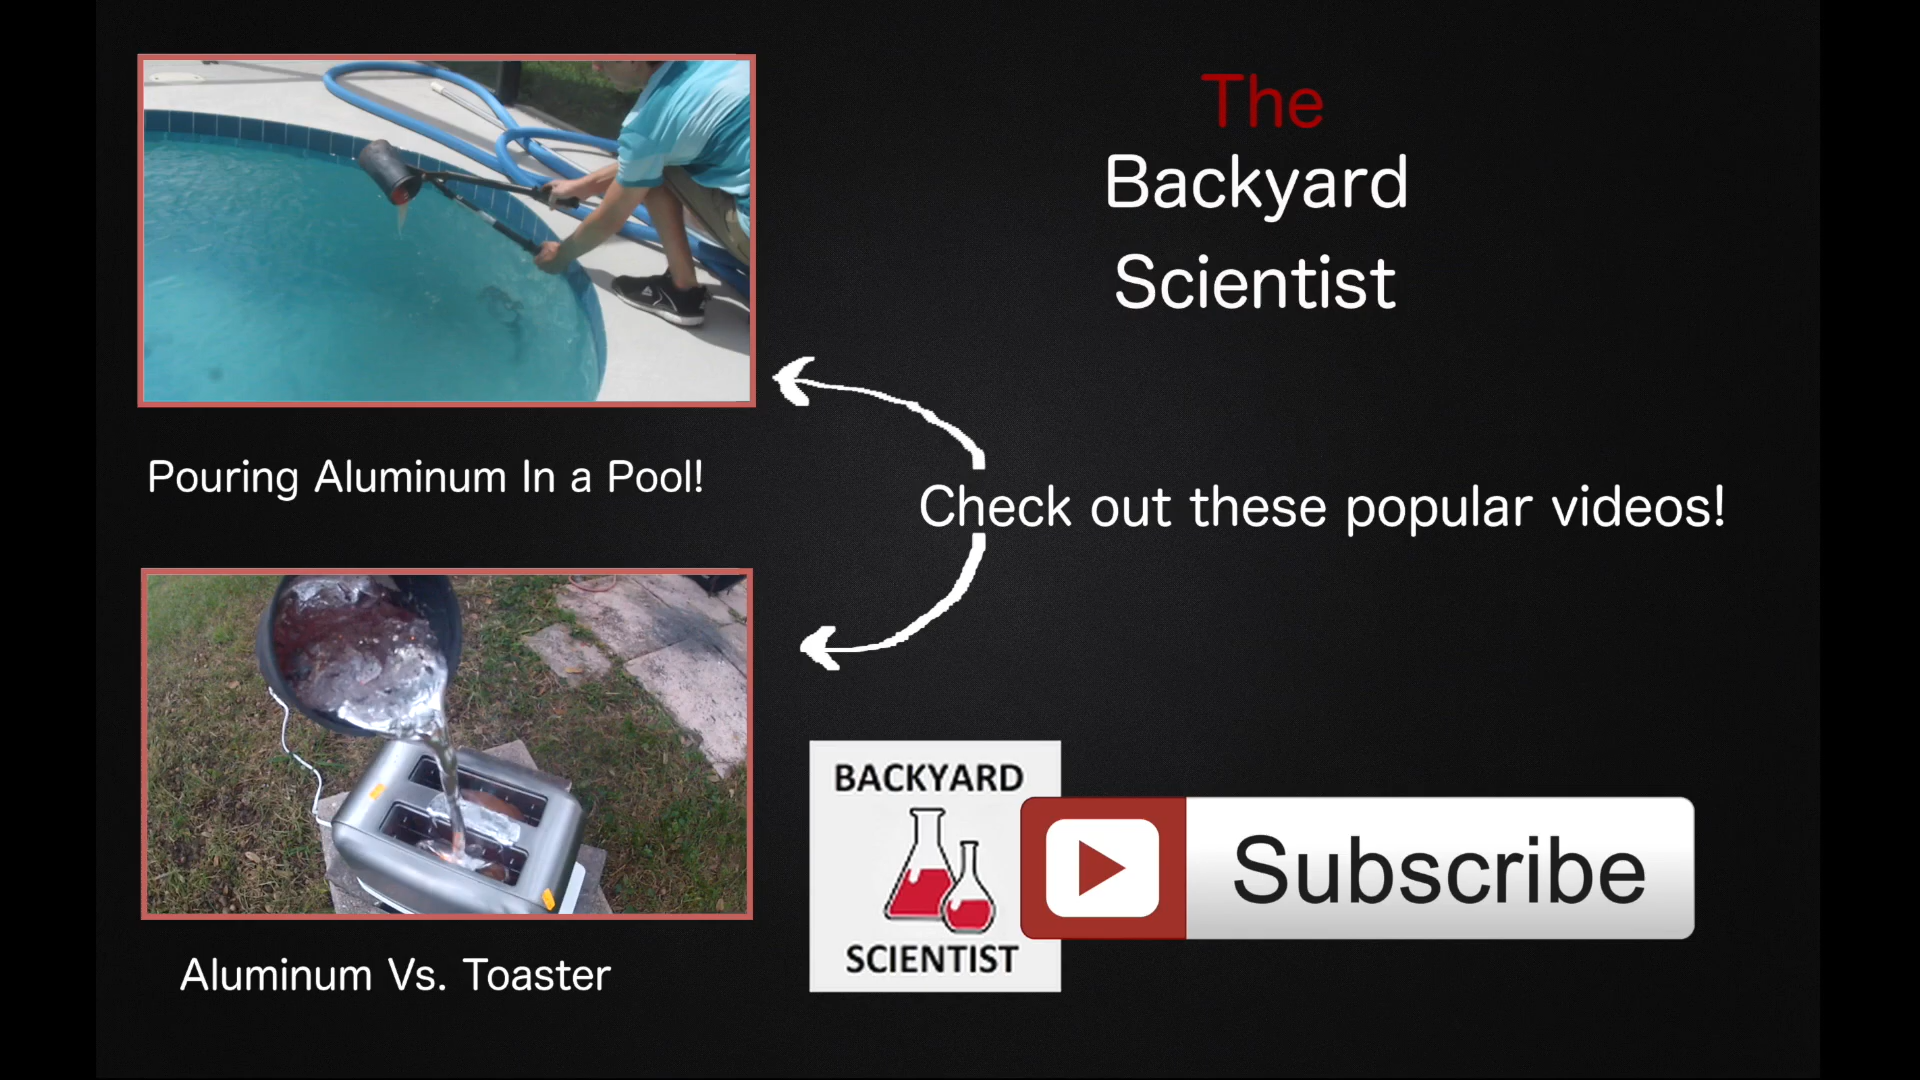 The
Backyard
Scientist
Pouring Aluminum In a Pool!
Check out these popular videos!
Aluminum Vs. Toaster
BACKYARD
SCIENTIST
Subscribe